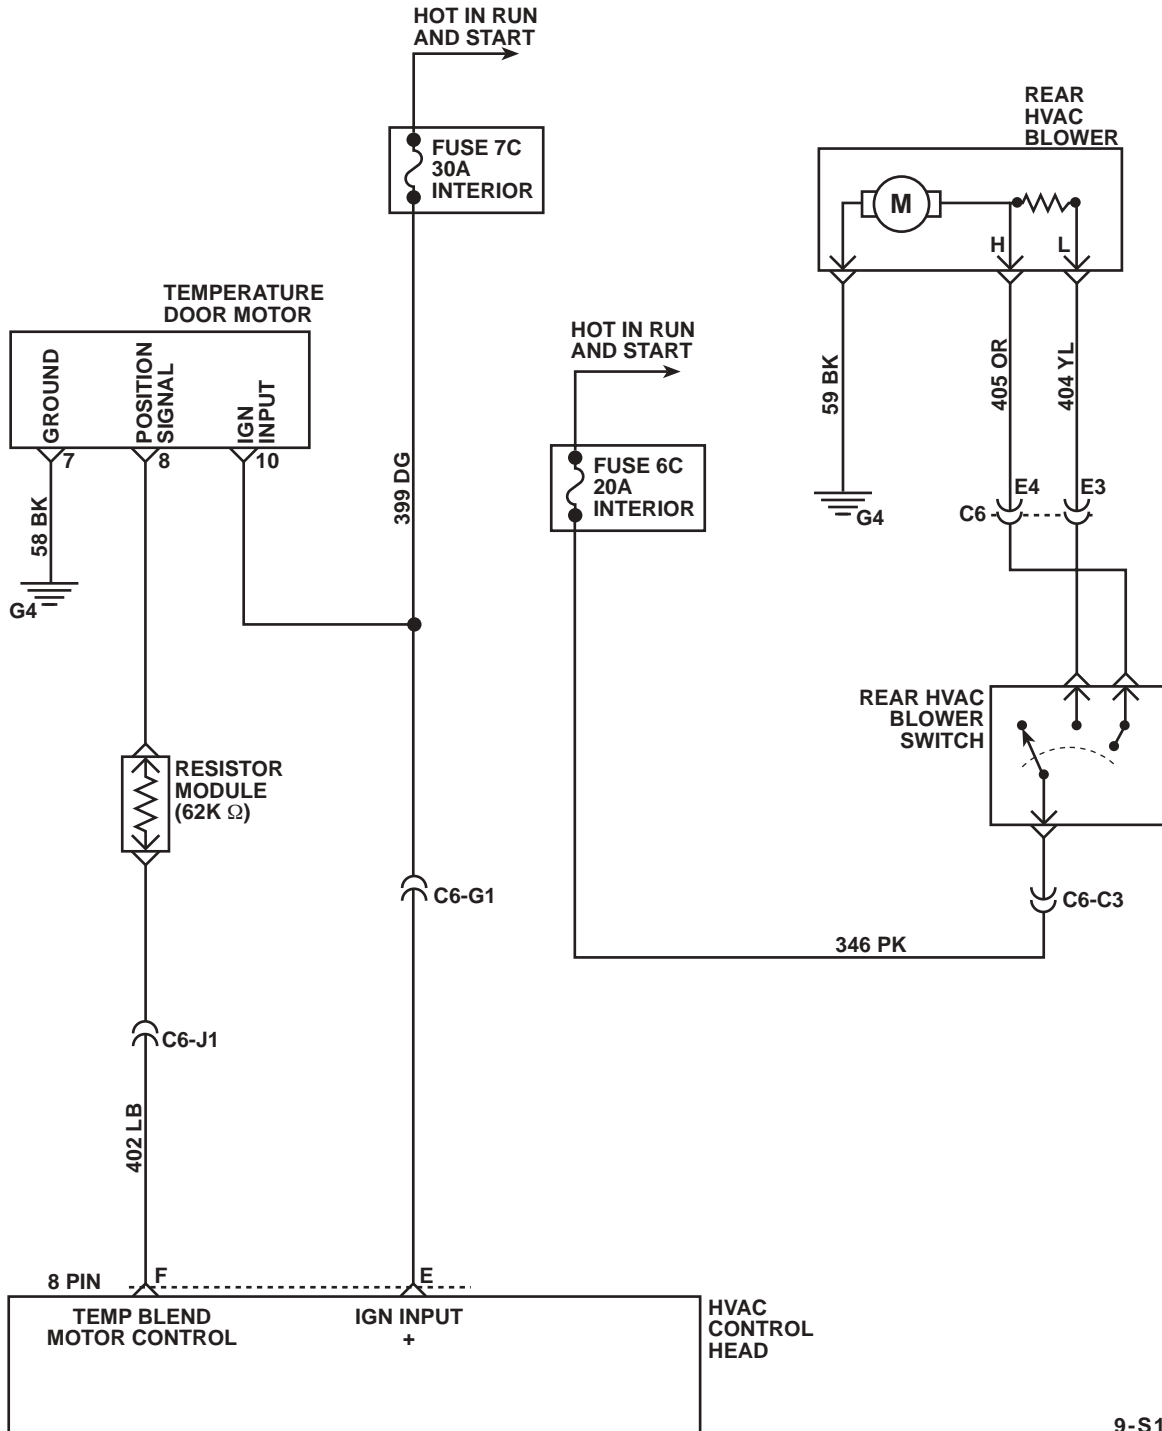 HOT IN RUN
AND START
FUSE 7C
30A
INTERIOR
REAR
HVAC
BLOWER
M
H
L
TEMPERATURE
DOOR MOTOR
GROUND
POSITION
SIGNAL
IGN
INPUT
7
8
10
58 BK
G4
399 DG
HOT IN RUN
AND START
FUSE 6C
20A
INTERIOR
59 BK
G4
405 OR
404 YL
E4
E3
C6
REAR HVAC
BLOWER
SWITCH
RESISTOR
MODULE
(62K Ω)
C6-G1
C6-C3
346 PK
C6-J1
402 LB
8 PIN
F
E
TEMP BLEND
MOTOR CONTROL
IGN INPUT
+
HVAC
CONTROL
HEAD
9-S1